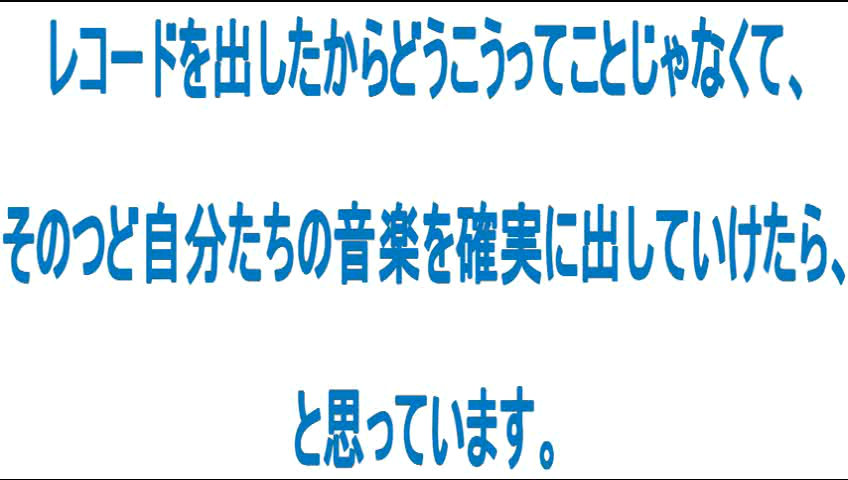 レコードを出したからどうこうってことじゃなくて、
そのつど自分たちの音楽を確実に出していけたら、
と思っています。